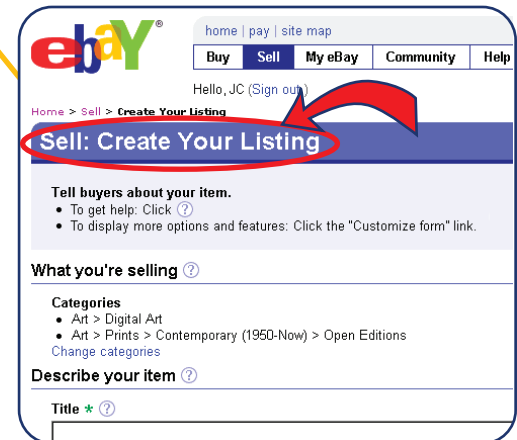 ebaY®
home | pay | site map
Buy Sell My eBay Community Help
Hello, JC (Sign out)
Home > Sell > Create Your Listing
Sell: Create Your Listing
Tell buyers about your item.
• To get help: Click ?
• To display more options and features: Click the "Customize form" link.
What you're selling ?
Categories
• Art > Digital Art
• Art > Prints > Contemporary (1950-Now) > Open Editions
Change categories
Describe your item ?
Title * ?